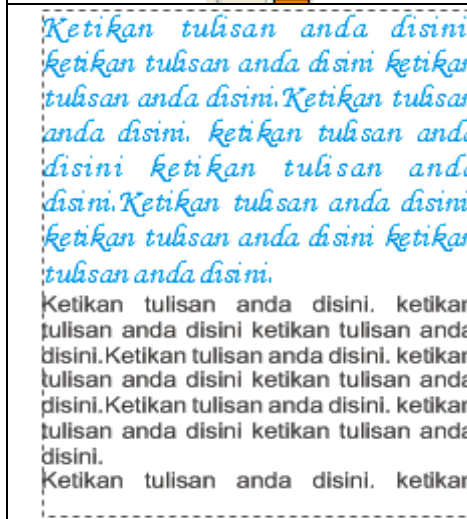 Ketikan tulisan anda disini.
ketikan tulisan anda disini ketikan
tulisan anda disini.Ketikan tulisan
anda disini. ketikan tulisan anda
disini ketikan tulisan anda
disini.Ketikan tulisan anda disini.
ketikan tulisan anda disini ketikan
tulisan anda disini.
Ketikan tulisan anda disini. ketikan
tulisan anda disini ketikan tulisan anda
disini.Ketikan tulisan anda disini. ketikan
tulisan anda disini ketikan tulisan anda
disini.Ketikan tulisan anda disini. ketikan
tulisan anda disini ketikan tulisan anda
disini.
Ketikan tulisan anda disini. ketikan